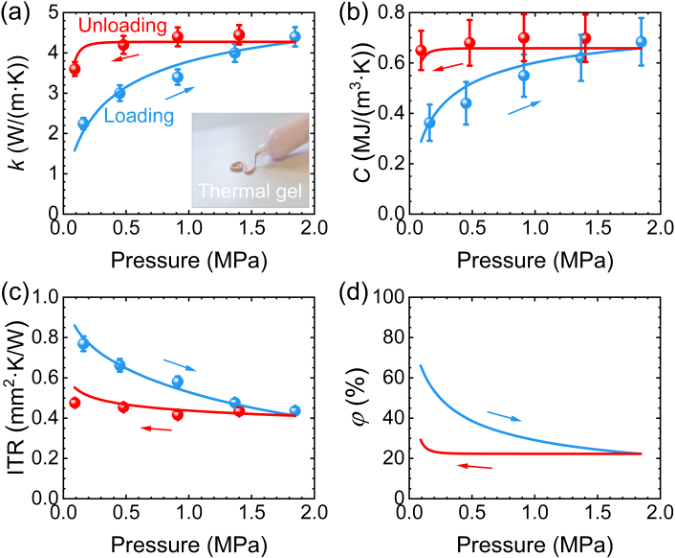 (a)
Unloading
Loading
Thermal gel
k (W/(m·K))
5
4
3
2
1
0
0.0 0.5 1.0 1.5 2.0
Pressure (MPa)
(b)
C (MJ/(m³·K))
0.8
0.6
0.4
0.2
0.0
0.0 0.5 1.0 1.5 2.0
Pressure (MPa)
(c)
ITR (mm²·K/W)
1.0
0.8
0.6
0.4
0.2
0.0
0.0 0.5 1.0 1.5 2.0
Pressure (MPa)
(d)
φ (%)
100
80
60
40
20
0
0.0 0.5 1.0 1.5 2.0
Pressure (MPa)